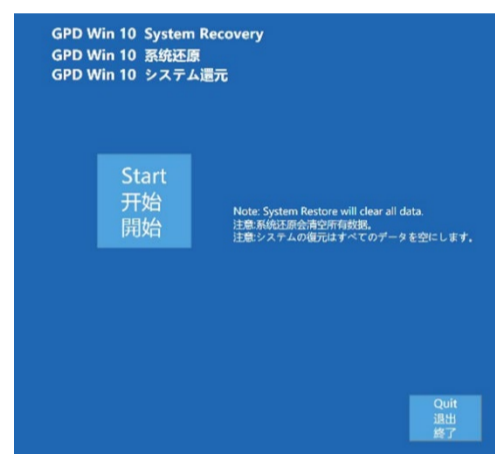 GPD Win 10 System Recovery
GPD Win 10 系统还原
GPD Win 10 システム還元
Start
开始
開始
Note: System Restore will clear all data.
注意:系统还原会清空所有数据。
注意:システムの復元はすべてのデータを空にします。
Quit
退出
終了